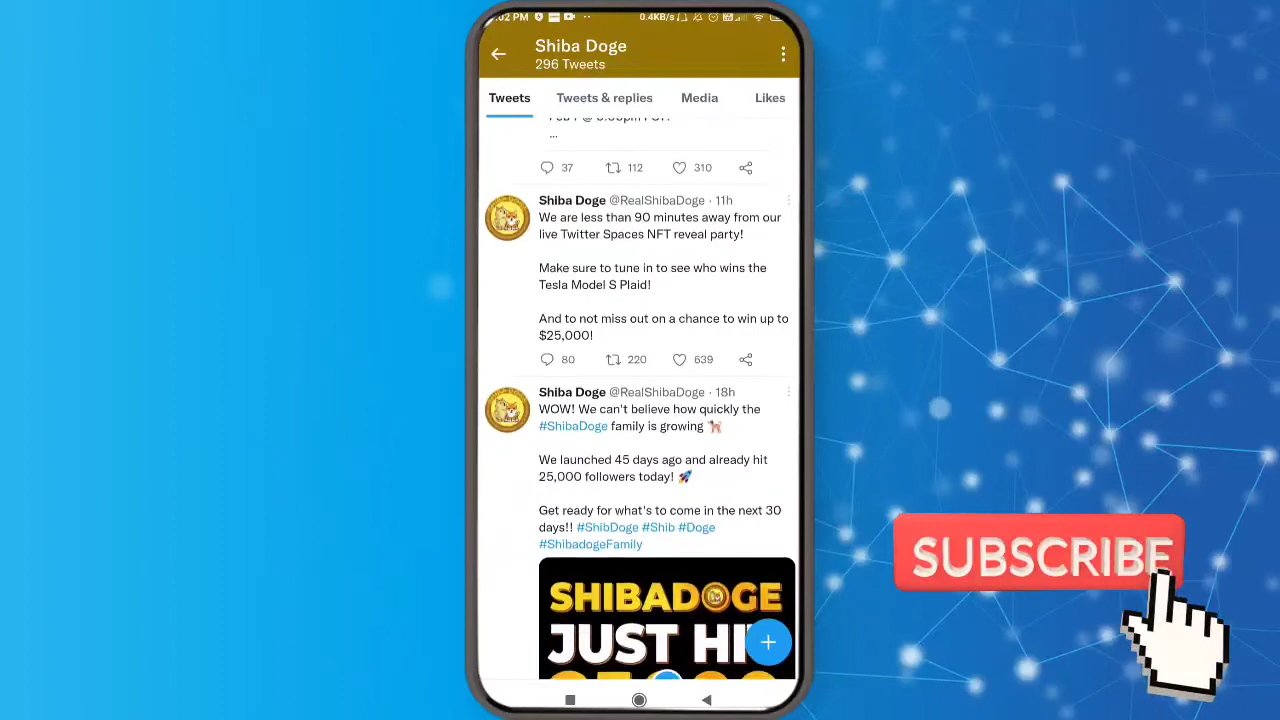 :02 PM
0.4KB/s
Shiba Doge
296 Tweets
Tweets
Tweets & replies
Media
Likes
...
37
112
310
Shiba Doge @RealShibaDoge · 11h
We are less than 90 minutes away from our
live Twitter Spaces NFT reveal party!
Make sure to tune in to see who wins the
Tesla Model S Plaid!
And to not miss out on a chance to win up to
$25,000!
80
220
639
Shiba Doge @RealShibaDoge · 18h
WOW! We can't believe how quickly the
#ShibaDoge family is growing 🐕
We launched 45 days ago and already hit
25,000 followers today! 🚀
Get ready for what's to come in the next 30
days!! #ShibDoge #Shib #Doge
#ShibadogeFamily
SHIBADOGE
JUST HI
SUBSCRIBE